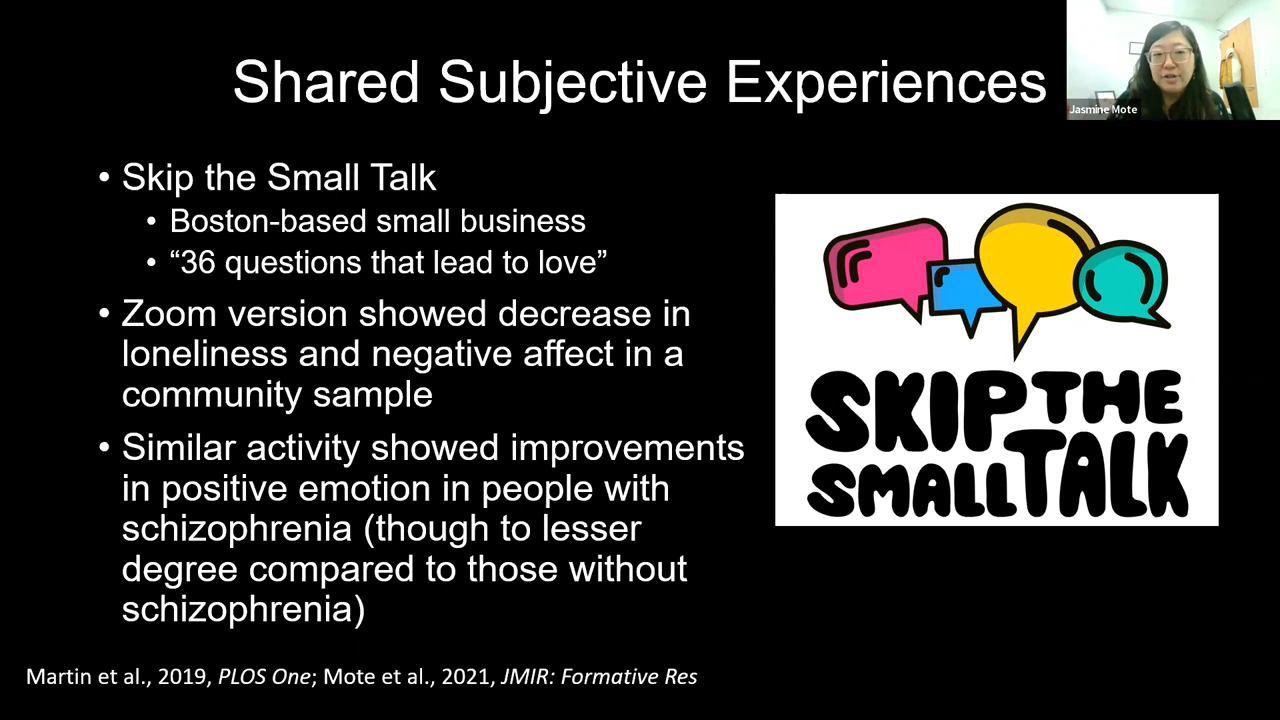 Shared Subjective Experiences
Jasmine Mote
• Skip the Small Talk
• Boston-based small business
• “36 questions that lead to love”
• Zoom version showed decrease in
loneliness and negative affect in a
community sample
• Similar activity showed improvements
in positive emotion in people with
schizophrenia (though to lesser
degree compared to those without
schizophrenia)
SKIP THE
SMALL TALK
Martin et al., 2019, PLOS One; Mote et al., 2021, JMIR: Formative Res